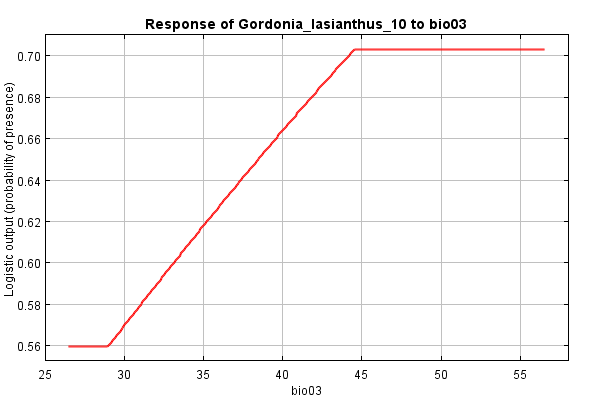 Response of Gordonia_lasianthus_10 to bio03
Logistic output (probability of presence)
0.70
0.68
0.66
0.64
0.62
0.60
0.58
0.56
25 30 35 40 45 50 55
bio03